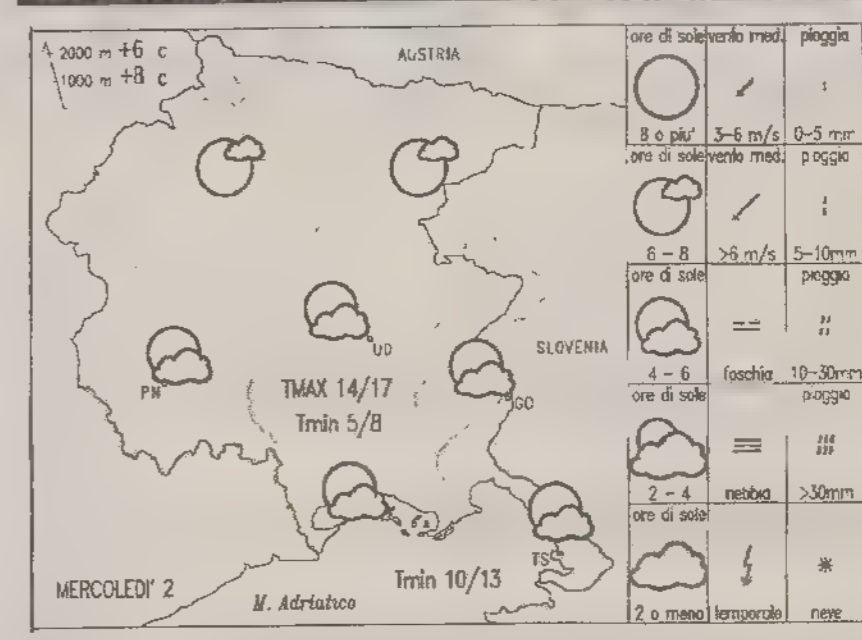 2000 m +6 c
1000 m +8 c
AUSTRIA
UD
SLOVENIA
PN
TMAX 14/17
GO
Tmin 5/8
TS
Tmin 10/13
MERCOLEDI' 2
M. Adriatico
ore di sole vento med. pioggia
8 o piu' 3-6 m/s 0-5 mm
ore di sole vento med. pioggia
6 - 8 >6 m/s 5-10mm
ore di sole pioggia
4 - 6 foschia 10-30mm
ore di sole pioggia
2 - 4 nebbia >30mm
ore di sole
2 o meno temporale neve